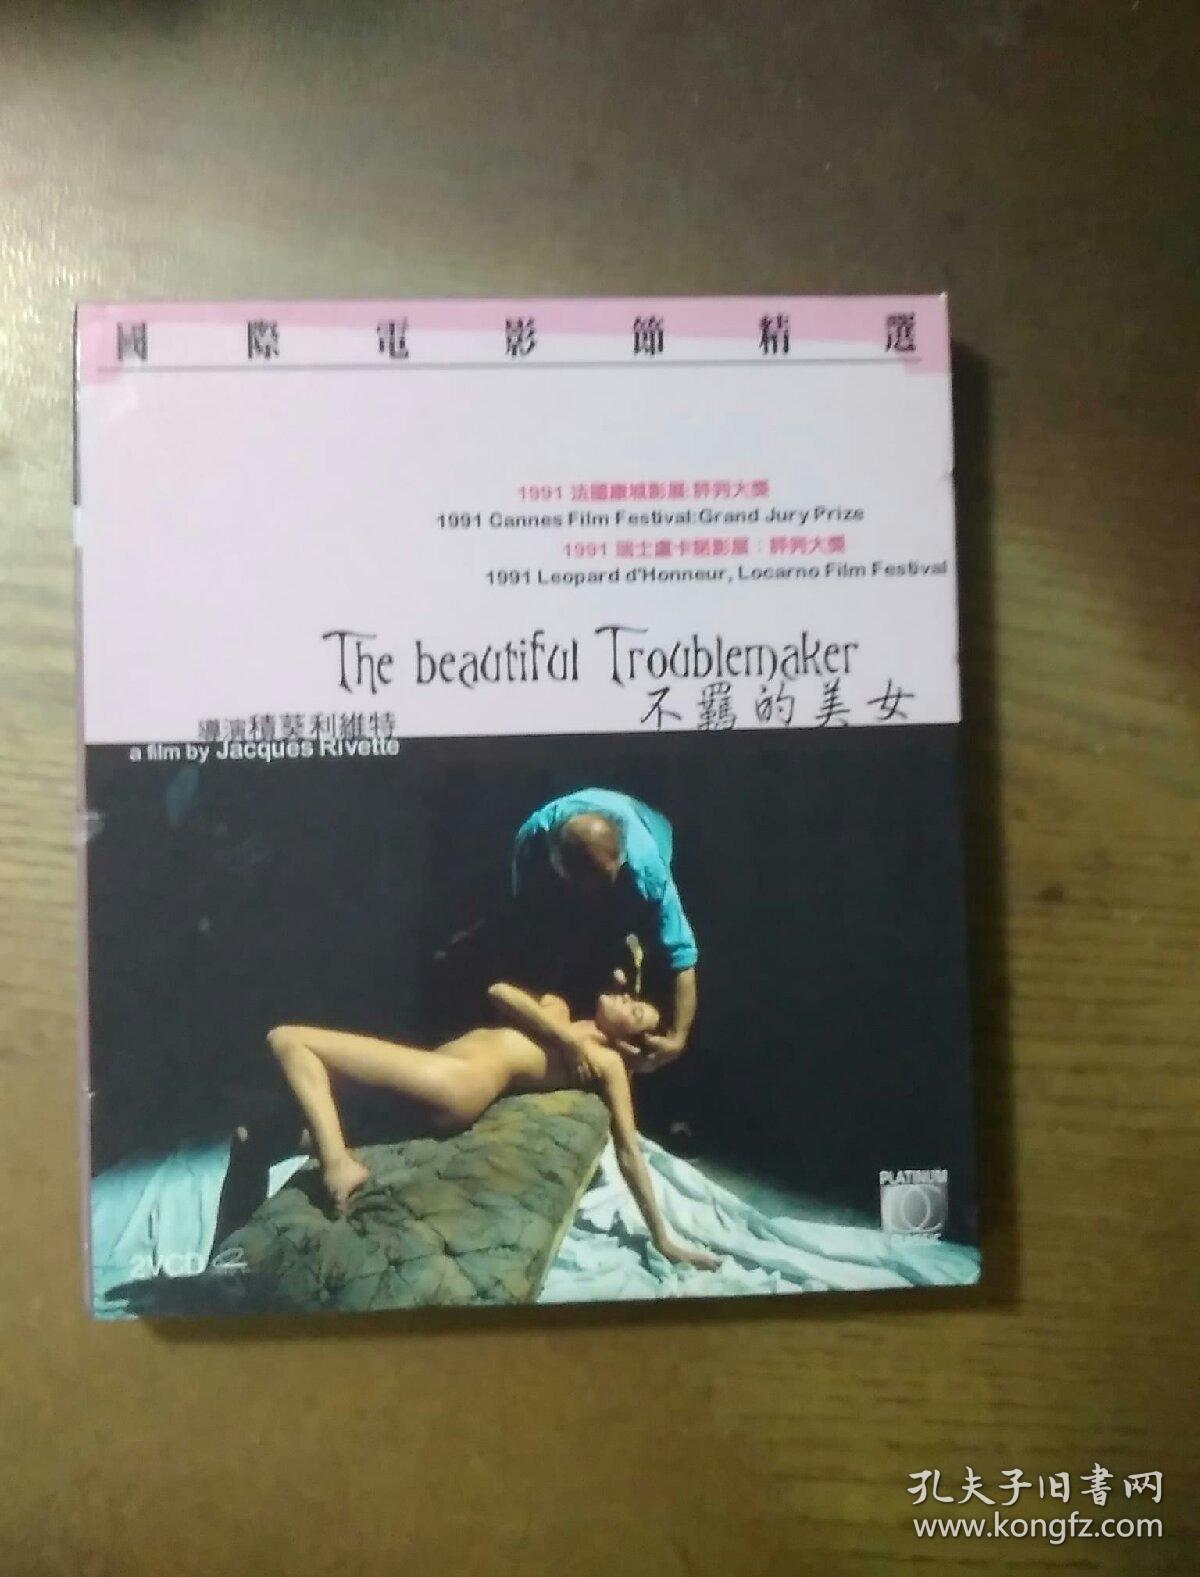 國際電影節精選
1991 法國康城影展:評判大獎
1991 Cannes Film Festival:Grand Jury Prize
1991 瑞士盧卡諾影展：評判大獎
1991 Leopard d'Honneur, Locarno Film Festival
The beautiful Troublemaker
不羈的美女
導演積葵利維特
a film by Jacques Rivette
PLATINUM
CLASSIC
2VCD
孔夫子旧书网
www.kongfz.com